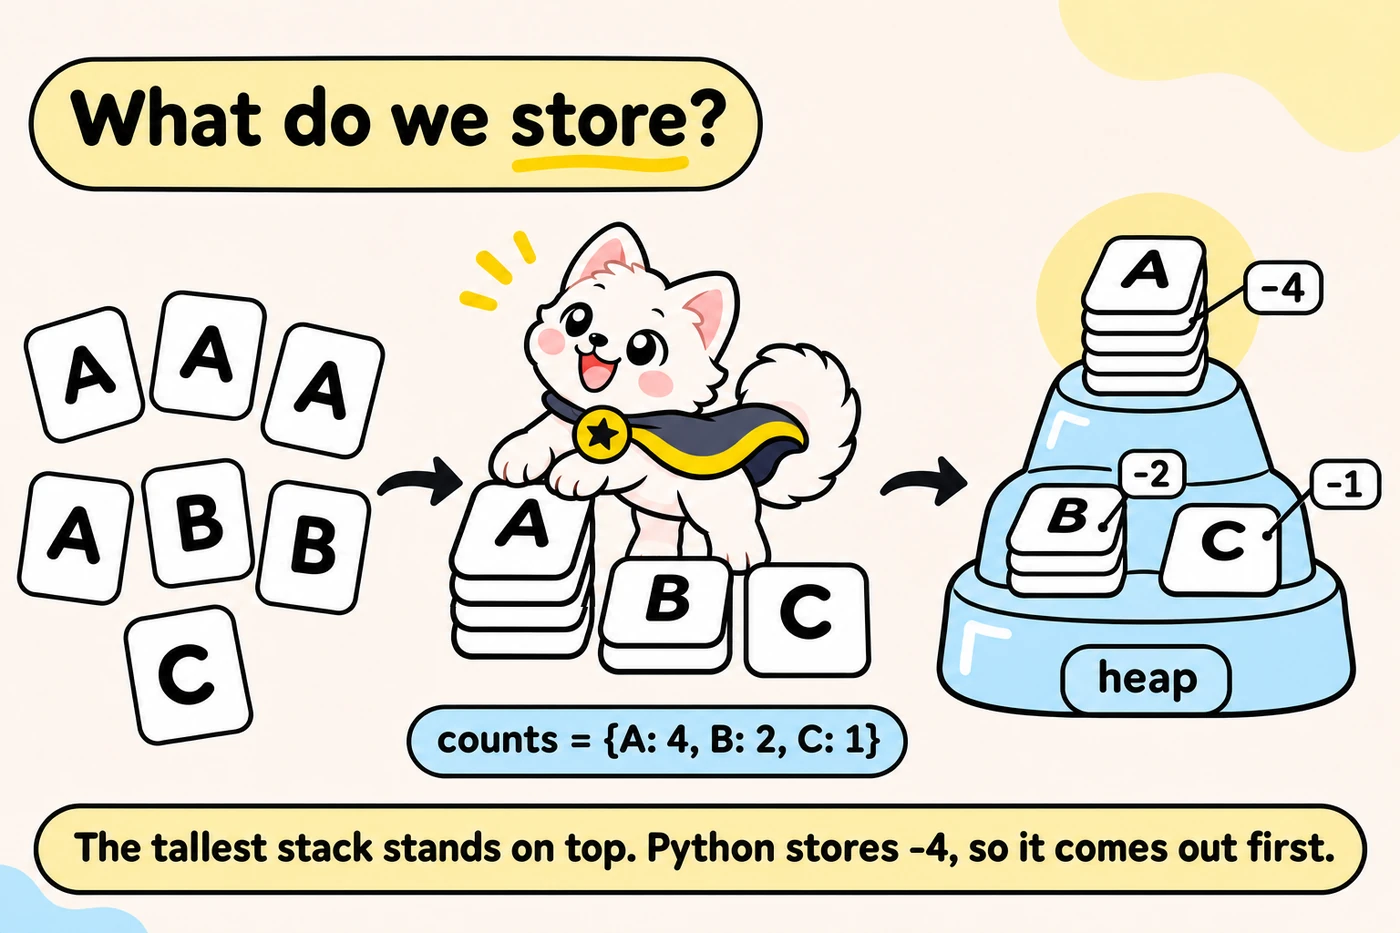 What do we store?
A
A
A
A
B
B
C
A
B
C
A
-4
B
-2
C
-1
heap
counts = {A: 4, B: 2, C: 1}
The tallest stack stands on top. Python stores -4, so it comes out first.